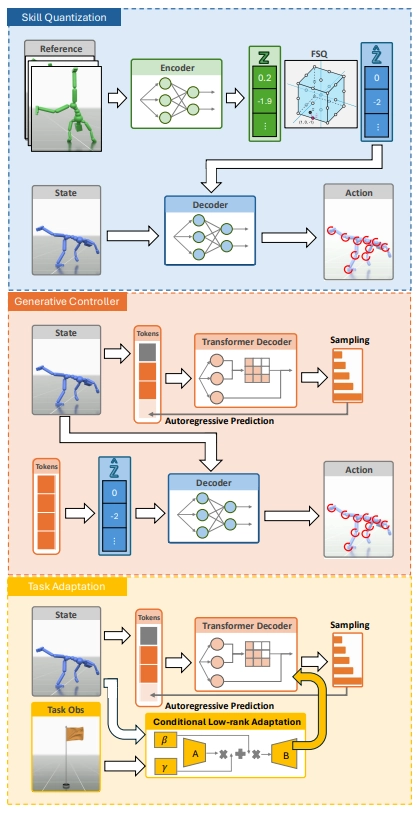 Skill Quantization
Reference
Encoder
Z
0.2
-1.9
⋮
FSQ
Ẑ
0
-2
⋮
State
Decoder
Action
Generative Controller
State
Tokens
Transformer Decoder
Sampling
Autoregressive Prediction
Tokens
Ẑ
0
-2
⋮
Decoder
Action
Task Adaptation
State
Tokens
Transformer Decoder
Sampling
Autoregressive Prediction
Task Obs
Conditional Low-rank Adaptation
β
γ
A
B